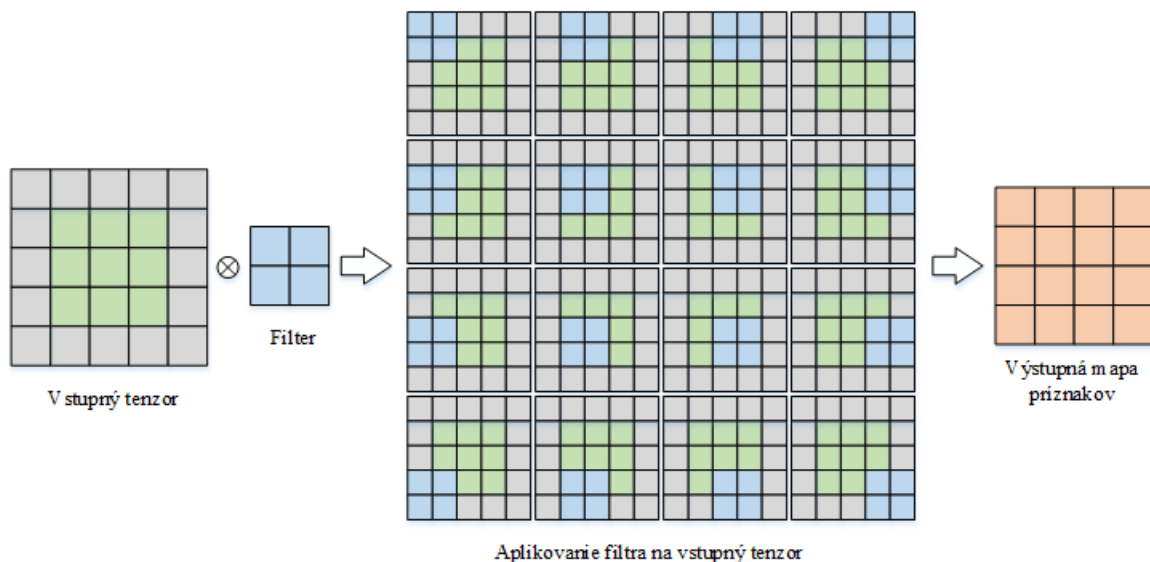 Filter
Vstupný tenzor
Výstupná mapa
príznakov
Aplikovanie filtra na vstupný tenzor